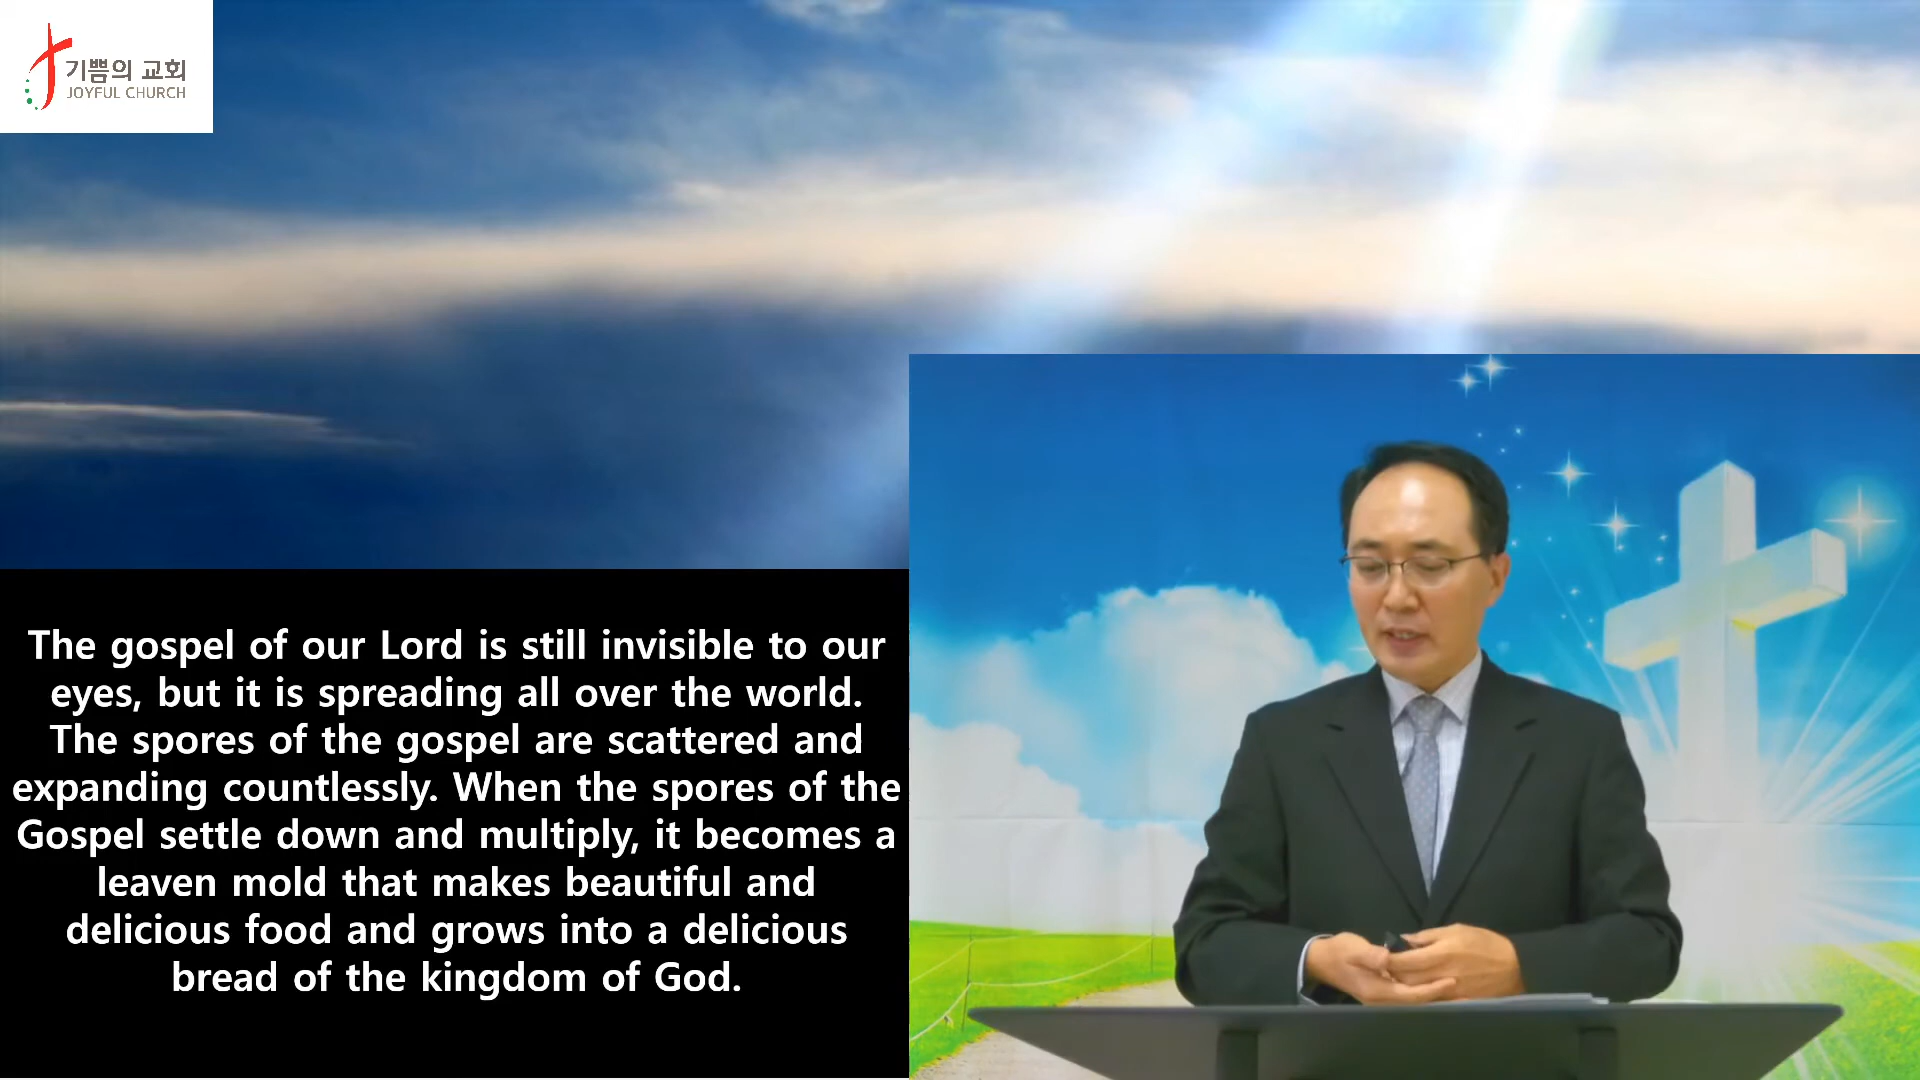 기쁨의 교회
JOYFUL CHURCH
The gospel of our Lord is still invisible to our
eyes, but it is spreading all over the world.
The spores of the gospel are scattered and
expanding countlessly. When the spores of the
Gospel settle down and multiply, it becomes a
leaven mold that makes beautiful and
delicious food and grows into a delicious
bread of the kingdom of God.